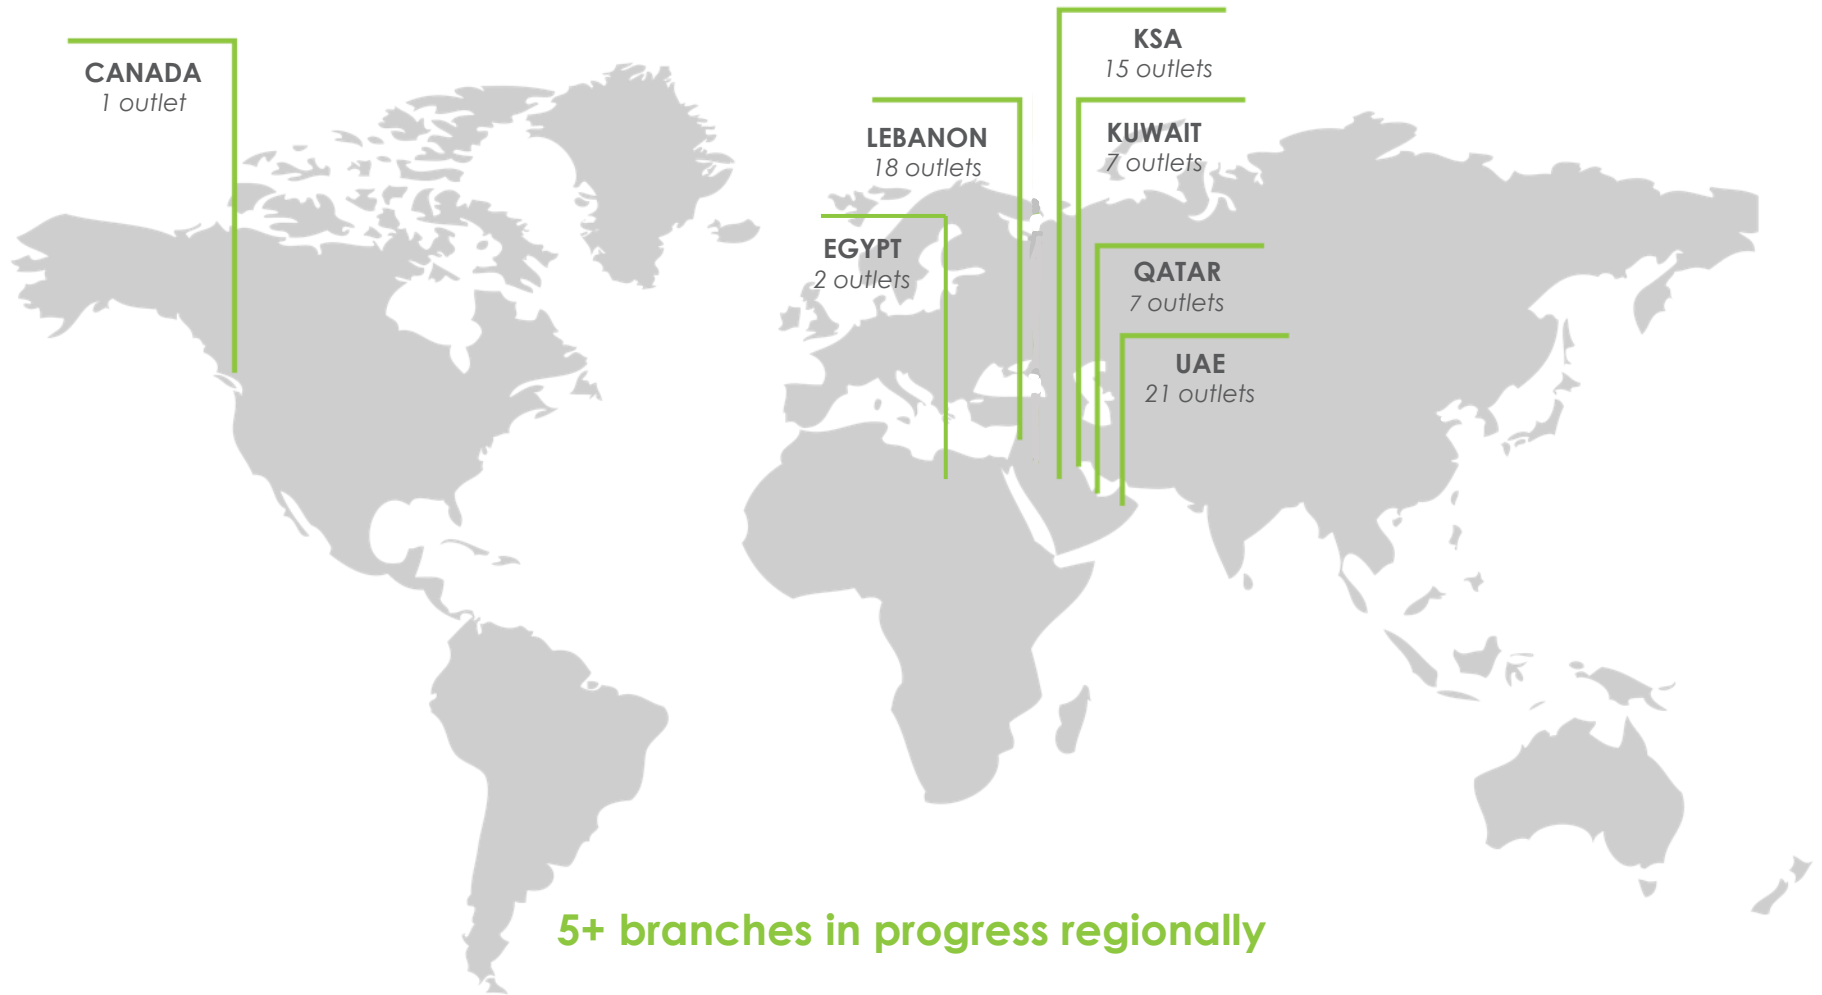 CANADA
1 outlet
KSA
15 outlets
LEBANON
18 outlets
KUWAIT
7 outlets
EGYPT
2 outlets
QATAR
7 outlets
UAE
21 outlets
5+ branches in progress regionally